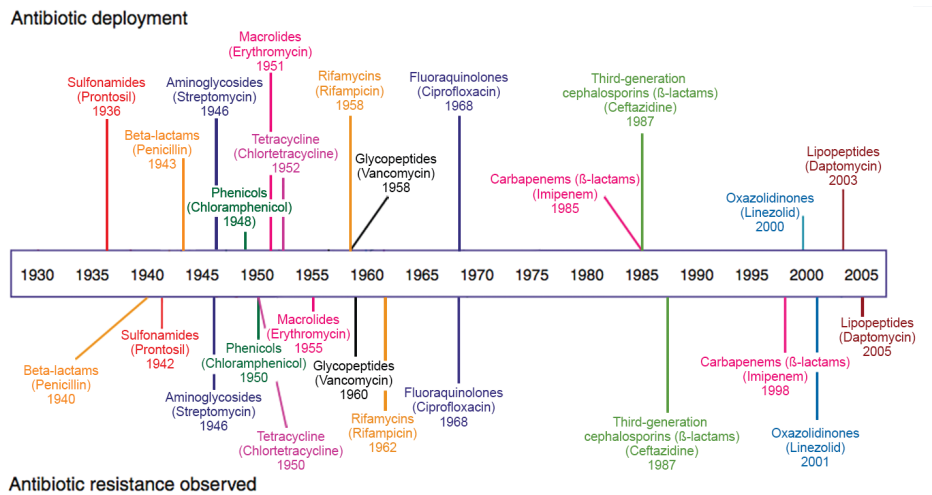 Antibiotic deployment
Sulfonamides
(Prontosil)
1936
Beta-lactams
(Penicillin)
1943
Aminoglycosides
(Streptomycin)
1946
Phenicols
(Chloramphenicol)
1948)
Macrolides
(Erythromycin)
1951
Tetracycline
(Chlortetracycline)
1952
Rifamycins
(Rifampicin)
1958
Glycopeptides
(Vancomycin)
1958
Fluoraquinolones
(Ciprofloxacin)
1968
Carbapenems (ß-lactams)
(Imipenem)
1985
Third-generation
cephalosporins (ß-lactams)
(Ceftazidine)
1987
Oxazolidinones
(Linezolid)
2000
Lipopeptides
(Daptomycin)
2003
1930 1935 1940 1945 1950 1955 1960 1965 1970 1975 1980 1985 1990 1995 2000 2005
Beta-lactams
(Penicillin)
1940
Sulfonamides
(Prontosil)
1942
Aminoglycosides
(Streptomycin)
1946
Phenicols
(Chloramphenicol)
1950
Tetracycline
(Chlortetracycline)
1950
Macrolides
(Erythromycin)
1955
Glycopeptides
(Vancomycin)
1960
Rifamycins
(Rifampicin)
1962
Fluoraquinolones
(Ciprofloxacin)
1968
Third-generation
cephalosporins (ß-lactams)
(Ceftazidine)
1987
Carbapenems (ß-lactams)
(Imipenem)
1998
Oxazolidinones
(Linezolid)
2001
Lipopeptides
(Daptomycin)
2005
Antibiotic resistance observed